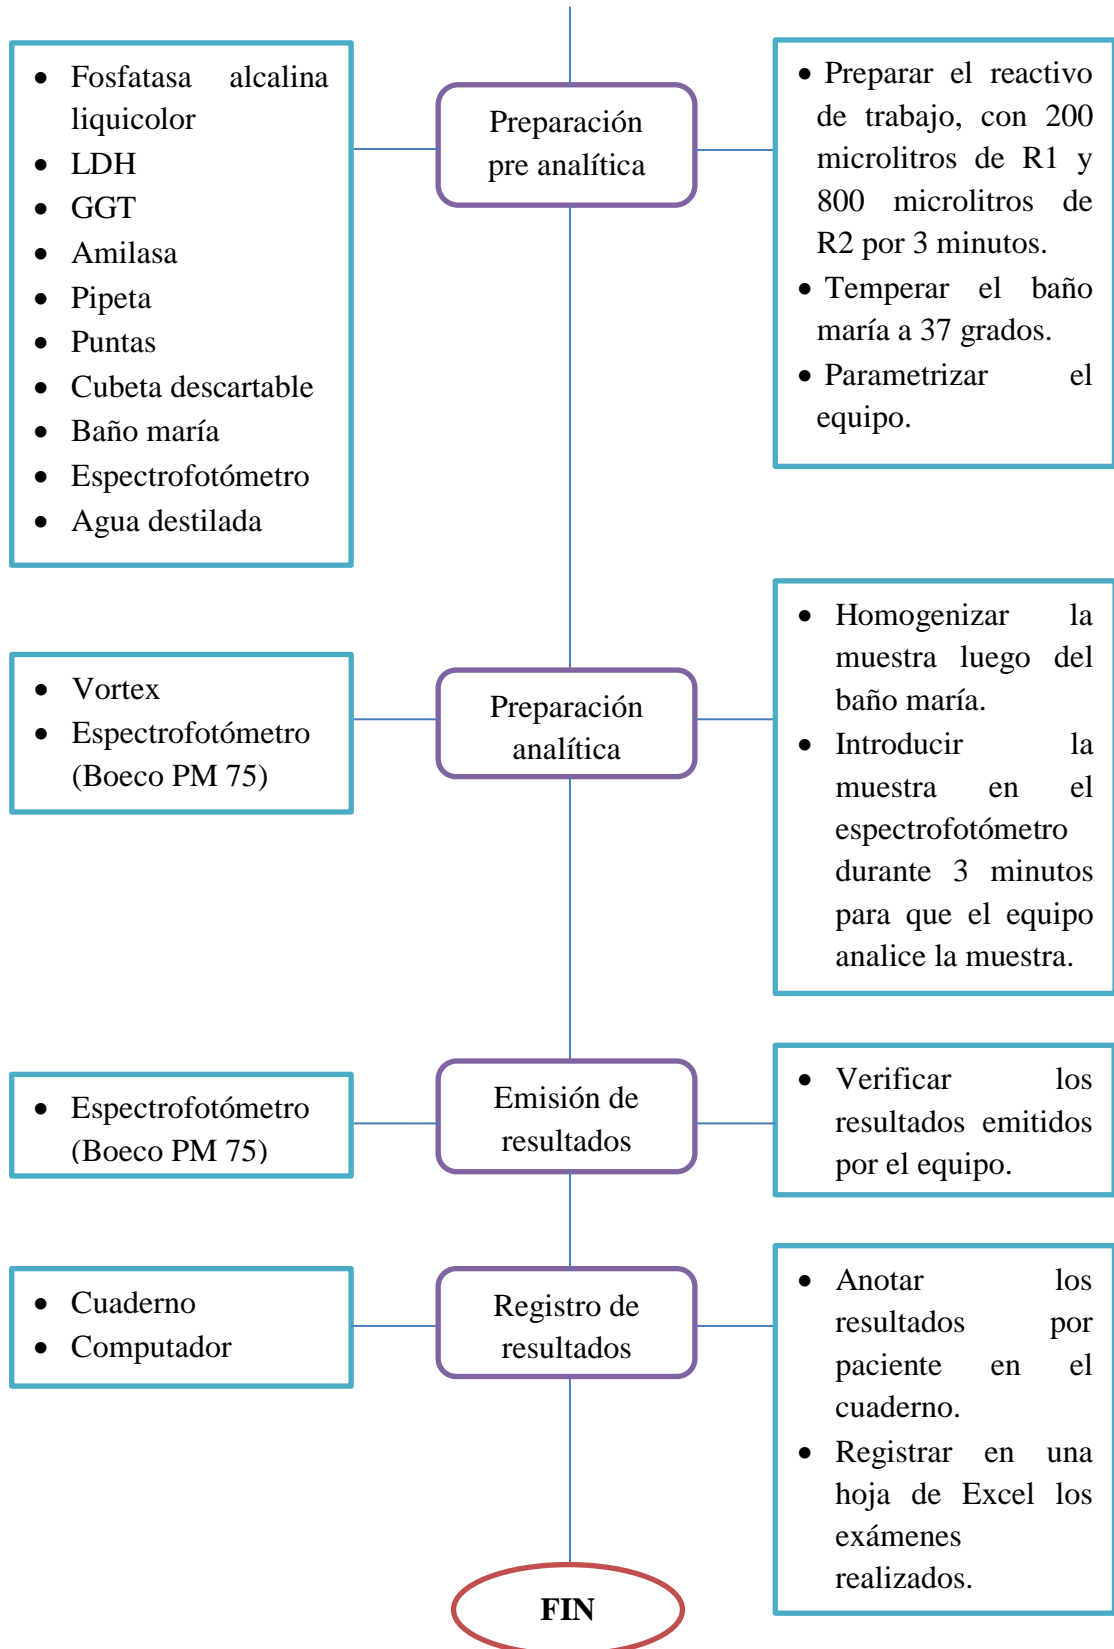 • Fosfatasa alcalina
liquicolor
• LDH
• GGT
• Amilasa
• Pipeta
• Puntas
• Cubeta descartable
• Baño maría
• Espectrofotómetro
• Agua destilada
Preparación
pre analítica
• Preparar el reactivo
de trabajo, con 200
microlitros de R1 y
800 microlitros de
R2 por 3 minutos.
• Temperar el baño
maría a 37 grados.
• Parametrizar el
equipo.
• Vortex
• Espectrofotómetro
(Boeco PM 75)
Preparación
analítica
• Homogenizar la
muestra luego del
baño maría.
• Introducir la
muestra en el
espectrofotómetro
durante 3 minutos
para que el equipo
analice la muestra.
• Espectrofotómetro
(Boeco PM 75)
Emisión de
resultados
• Verificar los
resultados emitidos
por el equipo.
• Cuaderno
• Computador
Registro de
resultados
• Anotar los
resultados por
paciente en el
cuaderno.
• Registrar en una
hoja de Excel los
exámenes
realizados.
FIN